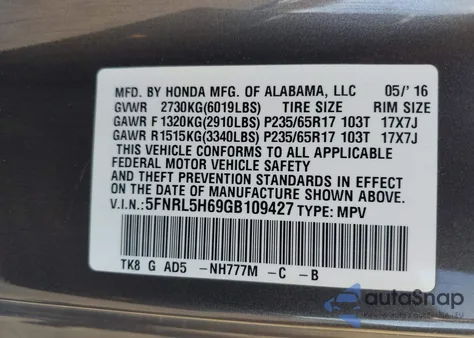 MFD. BY HONDA MFG. OF ALABAMA, LLC 05/' 16
GVWR 2730KG(6019LBS) TIRE SIZE RIM SIZE
GAWR F 1320KG(2910LBS) P235/65R17 103T 17X7J
GAWR R 1515KG(3340LBS) P235/65R17 103T 17X7J
THIS VEHICLE CONFORMS TO ALL APPLICABLE
FEDERAL MOTOR VEHICLE SAFETY
AND THEFT PREVENTION STANDARDS IN EFFECT
ON THE DATE OF MANUFACTURE SHOWN ABOVE.
V.I.N.: 5FNRL5H69GB109427 TYPE: MPV
TK8 G AD5 -NH777M -C -B
autoSnap